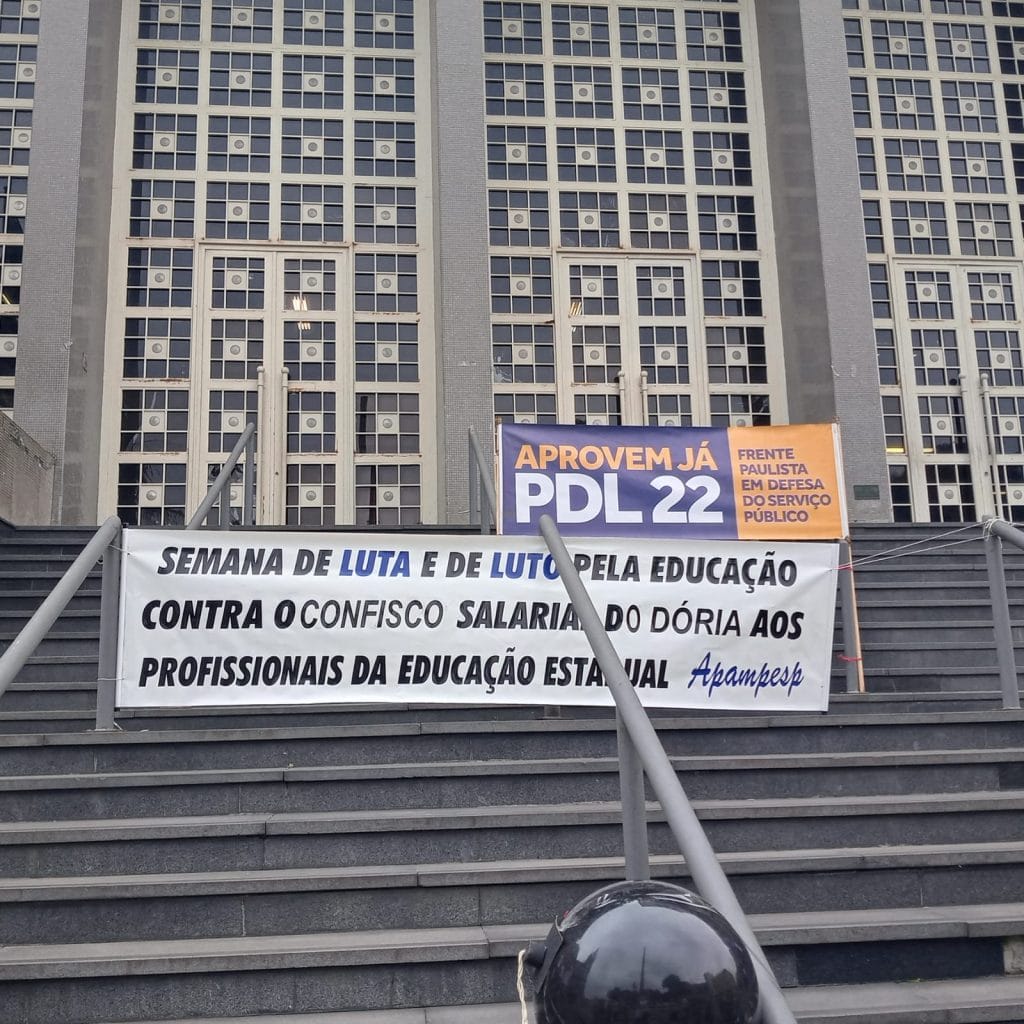 APROVEM JÁ
PDL 22
FRENTE
PAULISTA
EM DEFESA
DO SERVIÇO
PÚBLICO
SEMANA DE LUTA E DE LUTO PELA EDUCAÇÃO
CONTRA O CONFISCO SALARIAL DO DÓRIA AOS
PROFISSIONAIS DA EDUCAÇÃO ESTADUAL Apampesp